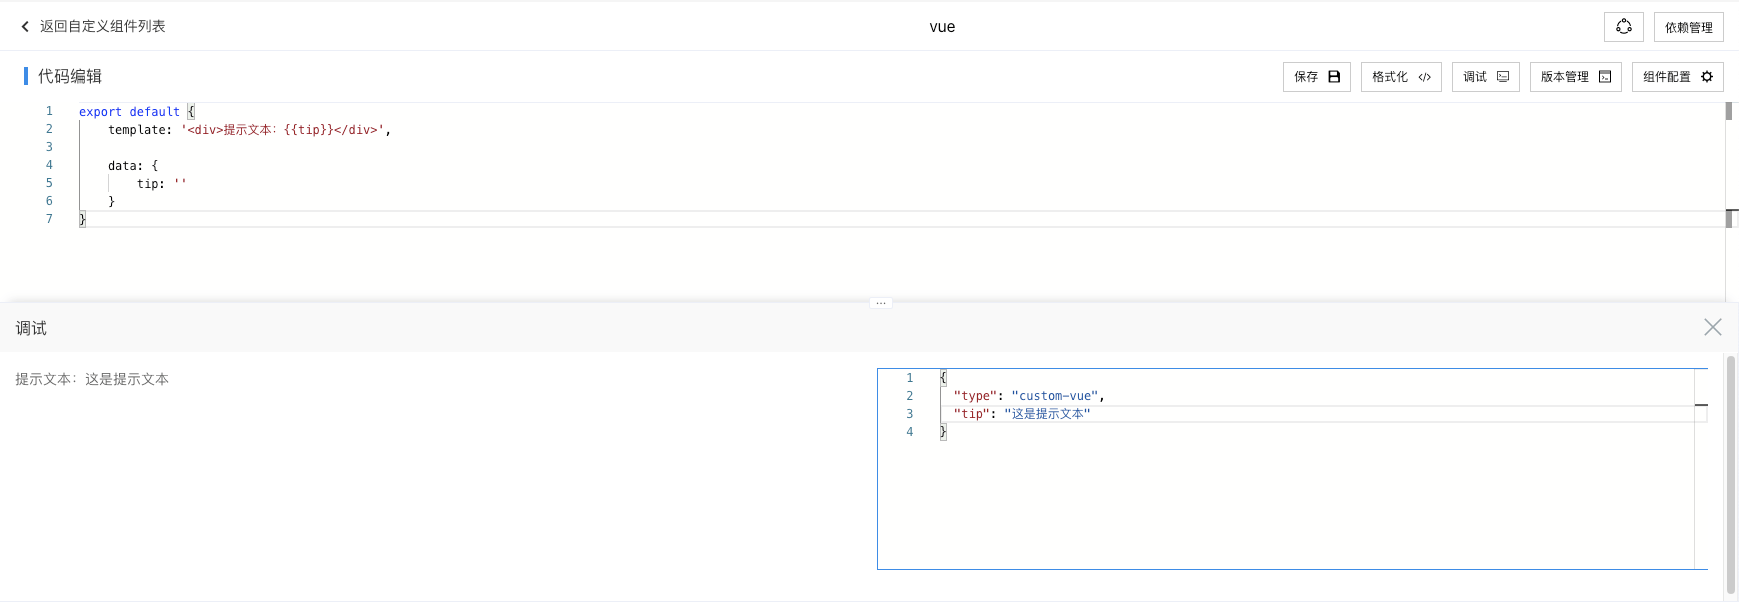 返回自定义组件列表
vue
依赖管理
代码编辑
保存
格式化
调试
版本管理
组件配置
1 export default {
2 template: '<div>提示文本：{{tip}}</div>',
3
4 data: {
5 tip: ''
6 }
7 }
...
调试
提示文本：这是提示文本
1 {
2 "type": "custom-vue",
3 "tip": "这是提示文本"
4 }